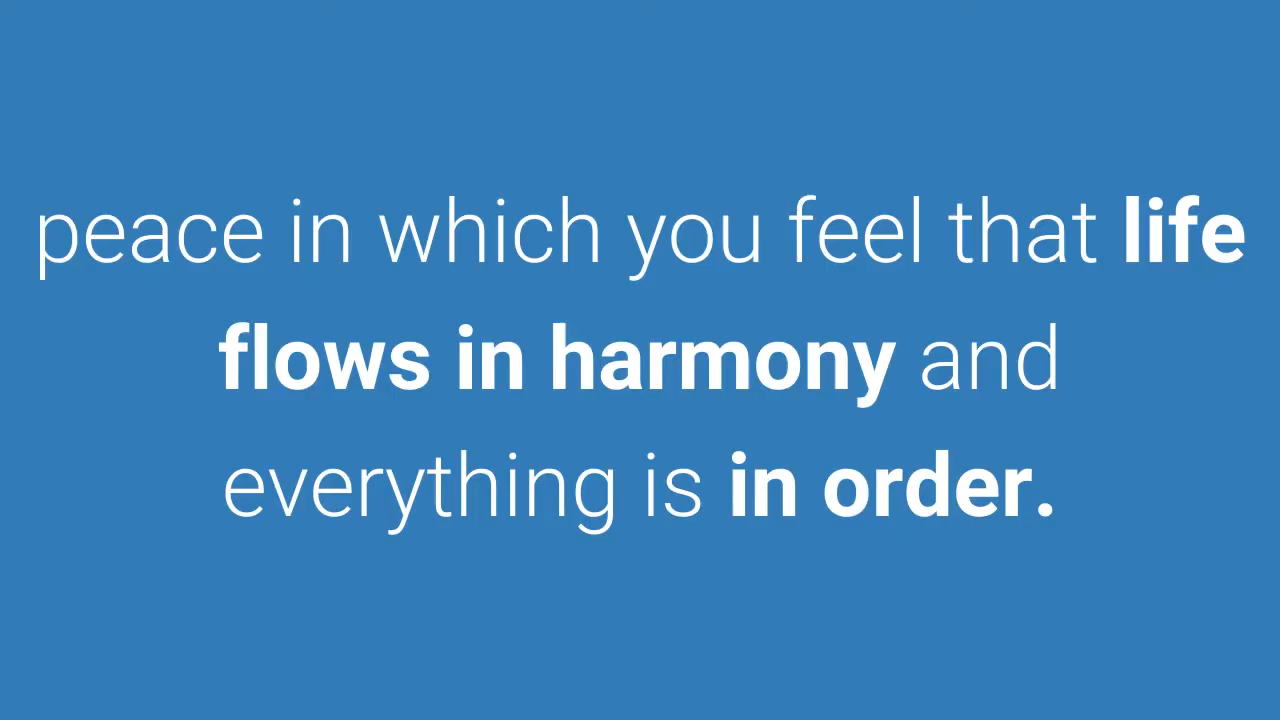 peace in which you feel that life
flows in harmony and
everything is in order.